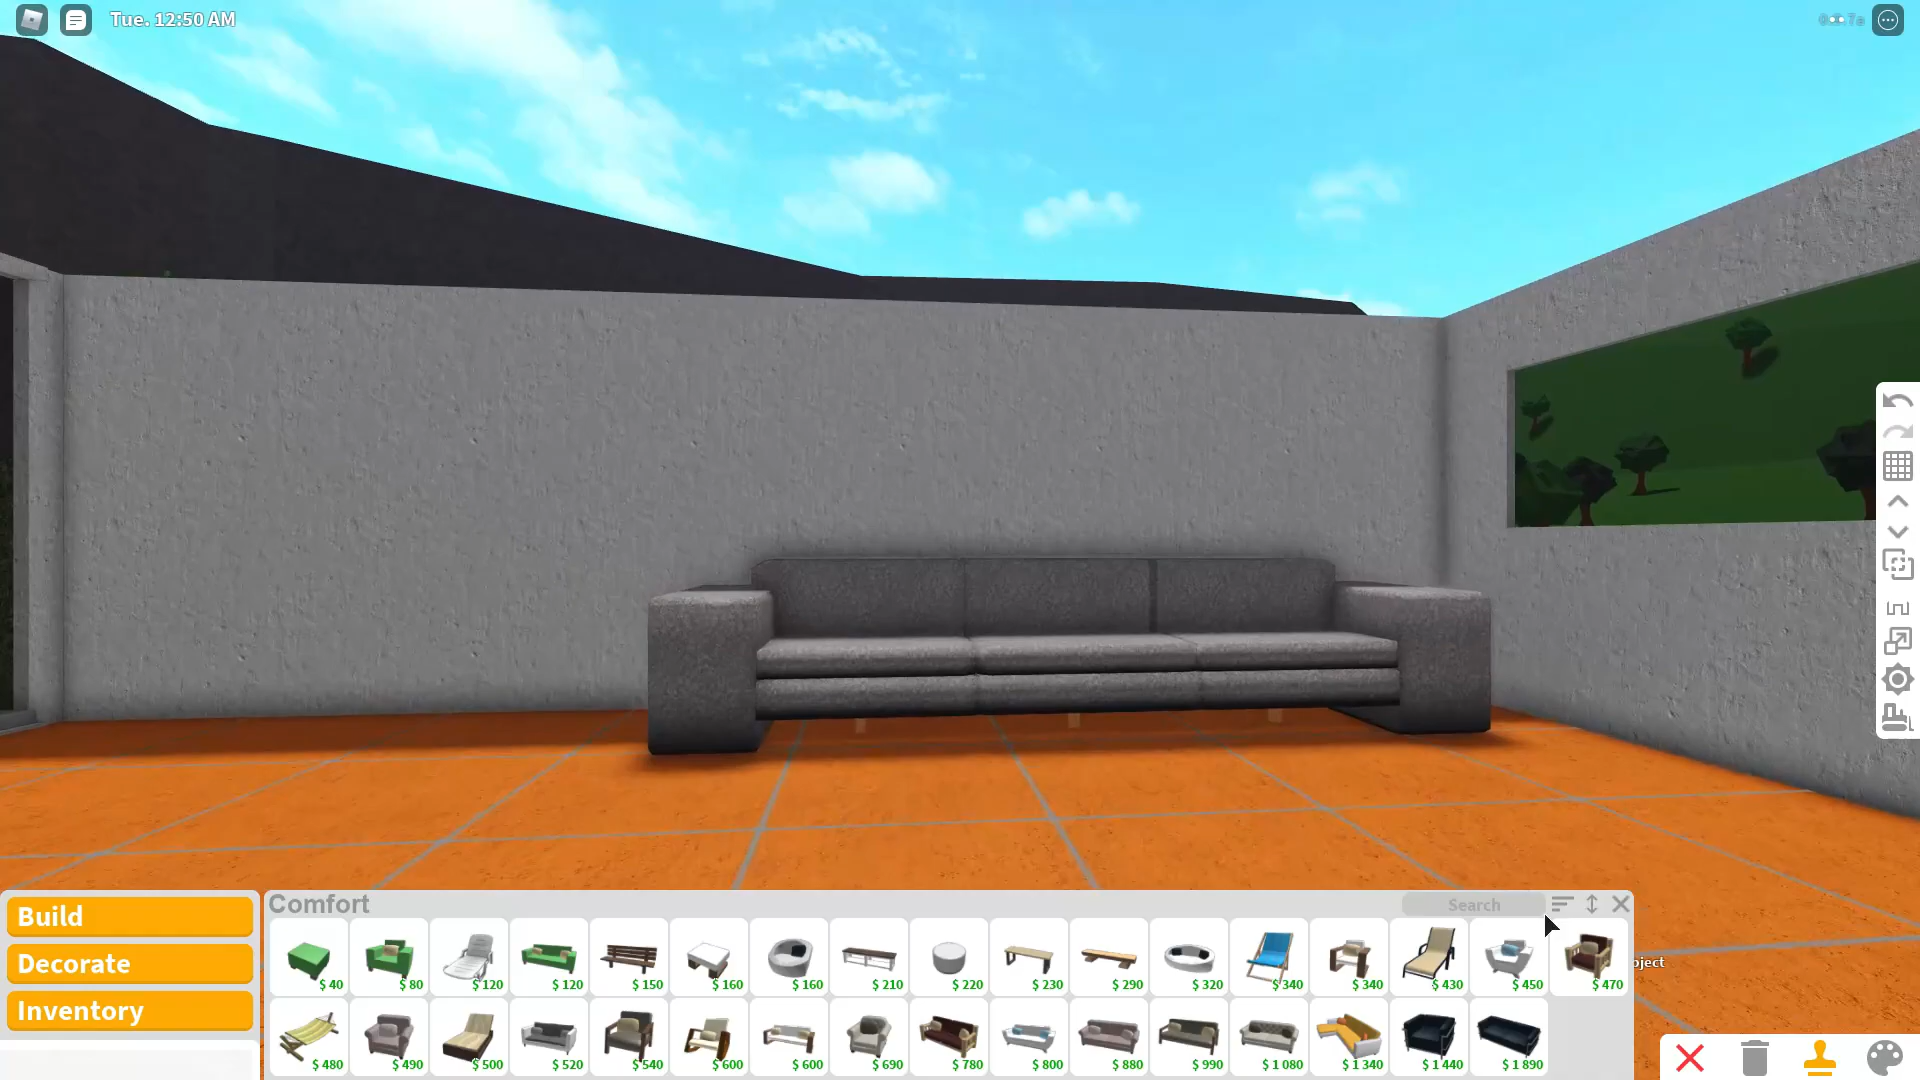 Tue. 12:50 AM
Build
Decorate
Inventory
Comfort
Search
$ 40 $ 80 $ 120 $ 120 $ 150 $ 160 $ 160 $ 210 $ 220 $ 230 $ 290 $ 320 $ 340 $ 340 $ 430 $ 450 $ 470
$ 480 $ 490 $ 500 $ 520 $ 540 $ 600 $ 600 $ 690 $ 780 $ 800 $ 880 $ 990 $ 1 080 $ 1 340 $ 1 440 $ 1 890
oject